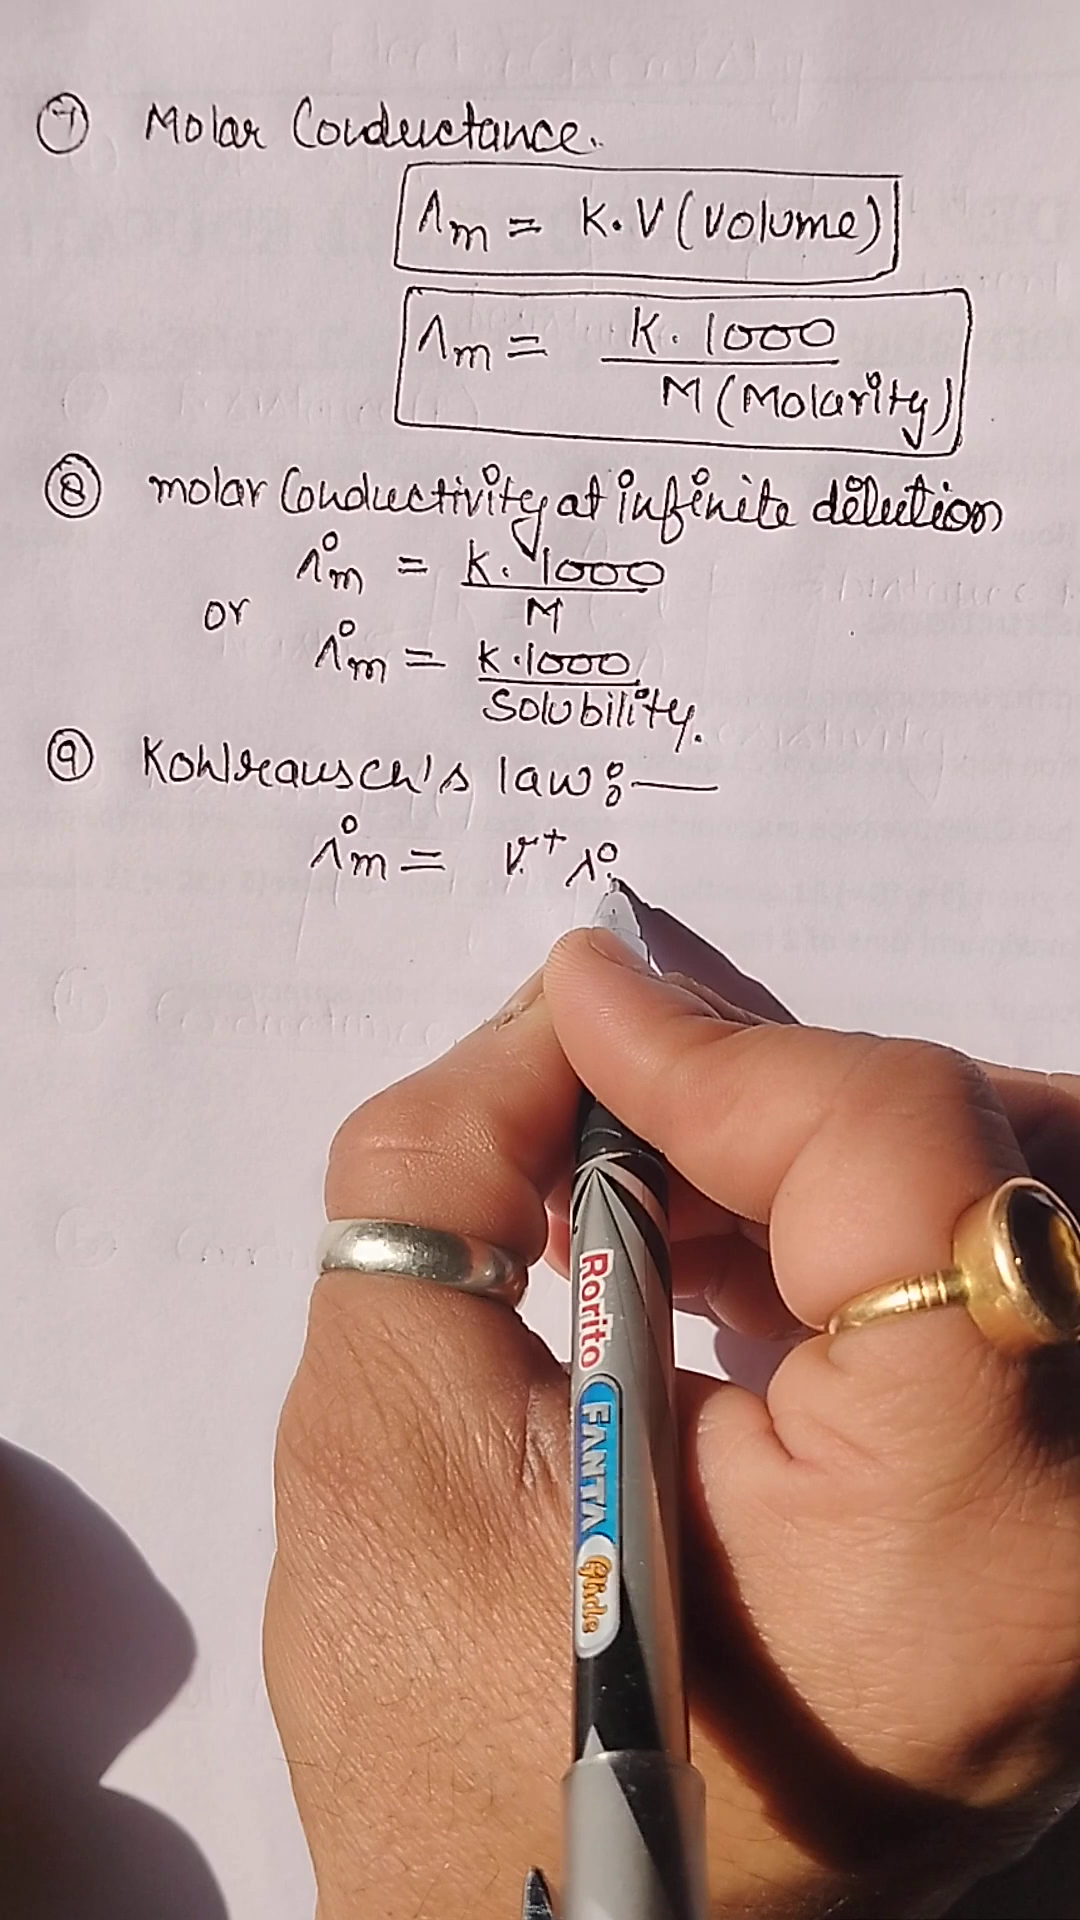 ⑦ Molar Conductance.
Λm = K.V (Volume)
Λm = K. 1000
M (Molarity)
⑧ molar Conductivity at infinite dilution
Λ°m = K. 1000
M
or
Λ°m = K.1000
Solubility.
⑨ Kohlrausch's law :—
Λ°m = V+ λ°
Rorito
FANTA
Glide